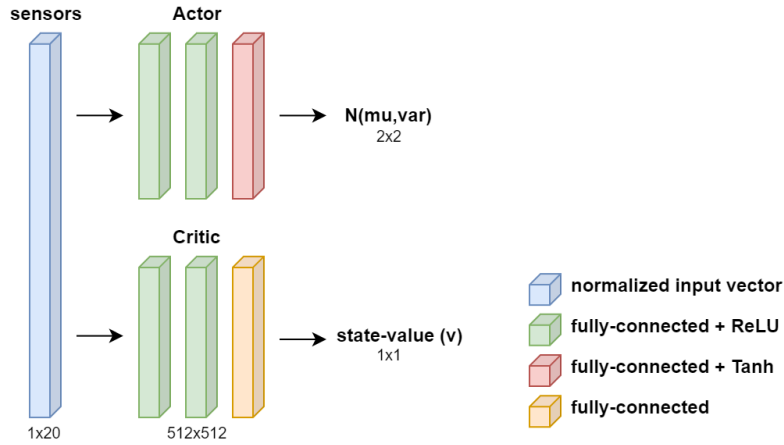 sensors
Actor
N(mu,var)
2x2
Critic
state-value (v)
1x1
1x20
512x512
normalized input vector
fully-connected + ReLU
fully-connected + Tanh
fully-connected